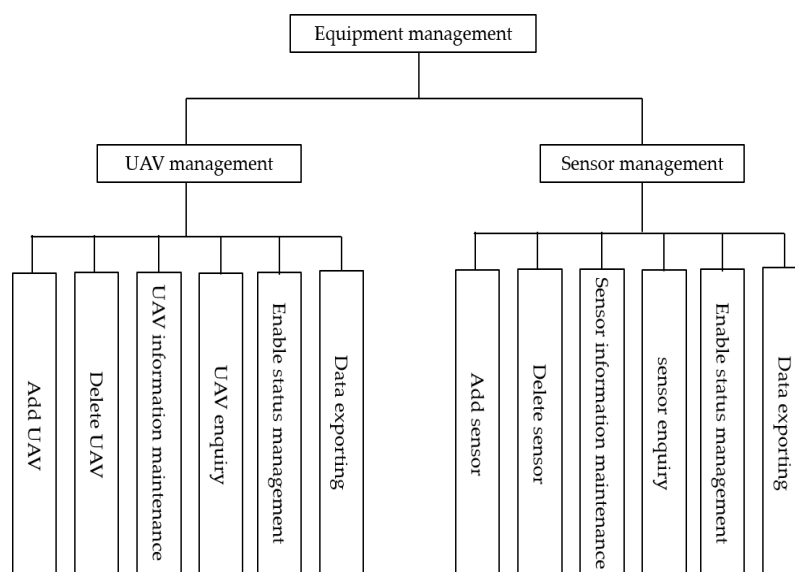 Equipment management
UAV management
Sensor management
Add UAV
Delete UAV
UAV information maintenance
UAV enquiry
Enable status management
Data exporting
Add sensor
Delete sensor
Sensor information maintenance
sensor enquiry
Enable status management
Data exporting